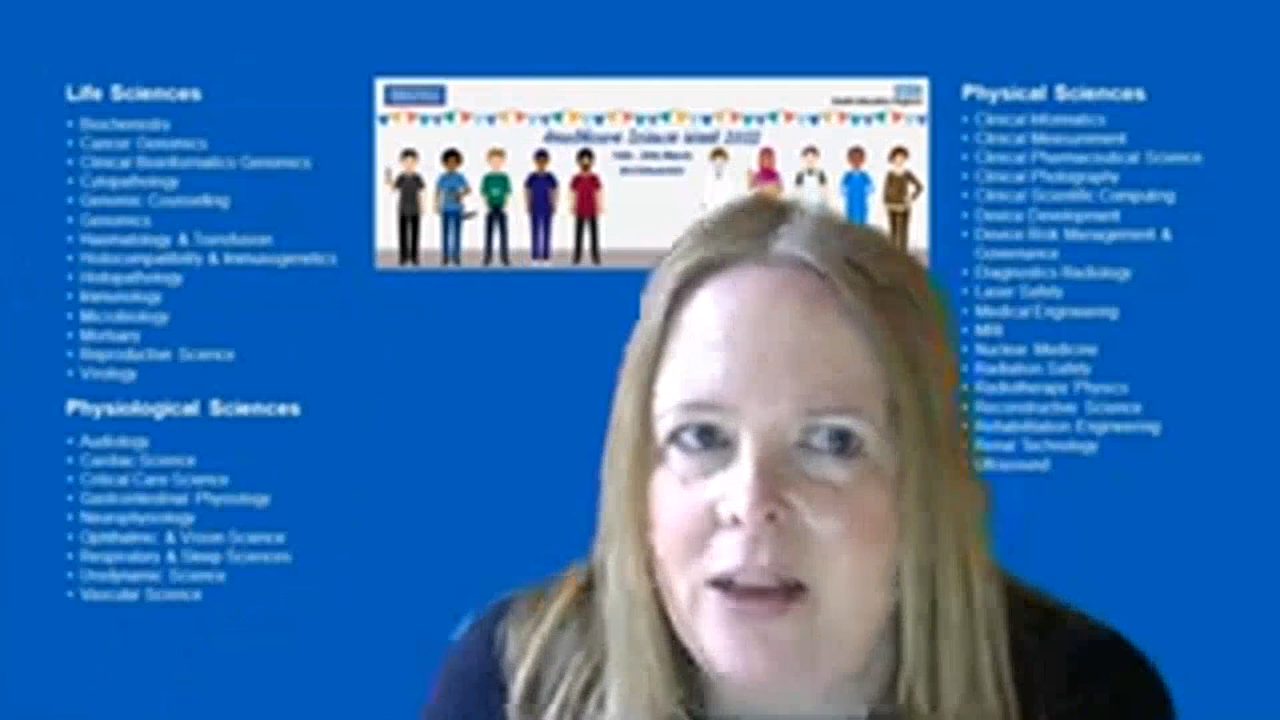 Life Sciences
• Biochemistry
• Cancer Genomics
• Clinical Bioinformatics Genomics
• Cytopathology
• Genomic Counselling
• Genomics
• Haematology & Transfusion
• Histocompatibility & Immunogenetics
• Histopathology
• Immunology
• Microbiology
• Mortuary
• Reproductive Science
• Virology
Physiological Sciences
• Audiology
• Cardiac Science
• Critical Care Science
• Gastrointestinal Physiology
• Neurophysiology
• Ophthalmic & Vision Science
• Respiratory & Sleep Sciences
• Urodynamic Science
• Vascular Science
Healthcare Science week 2022
Physical Sciences
• Clinical Informatics
• Clinical Measurement
• Clinical Pharmaceutical Science
• Clinical Photography
• Clinical Scientific Computing
• Device Development
• Device Risk Management &
Governance
• Diagnostic Radiology
• Laser Safety
• Medical Engineering
• MRI
• Nuclear Medicine
• Radiation Safety
• Radiotherapy Physics
• Reconstructive Science
• Rehabilitation Engineering
• Renal Technology
Ultrasound